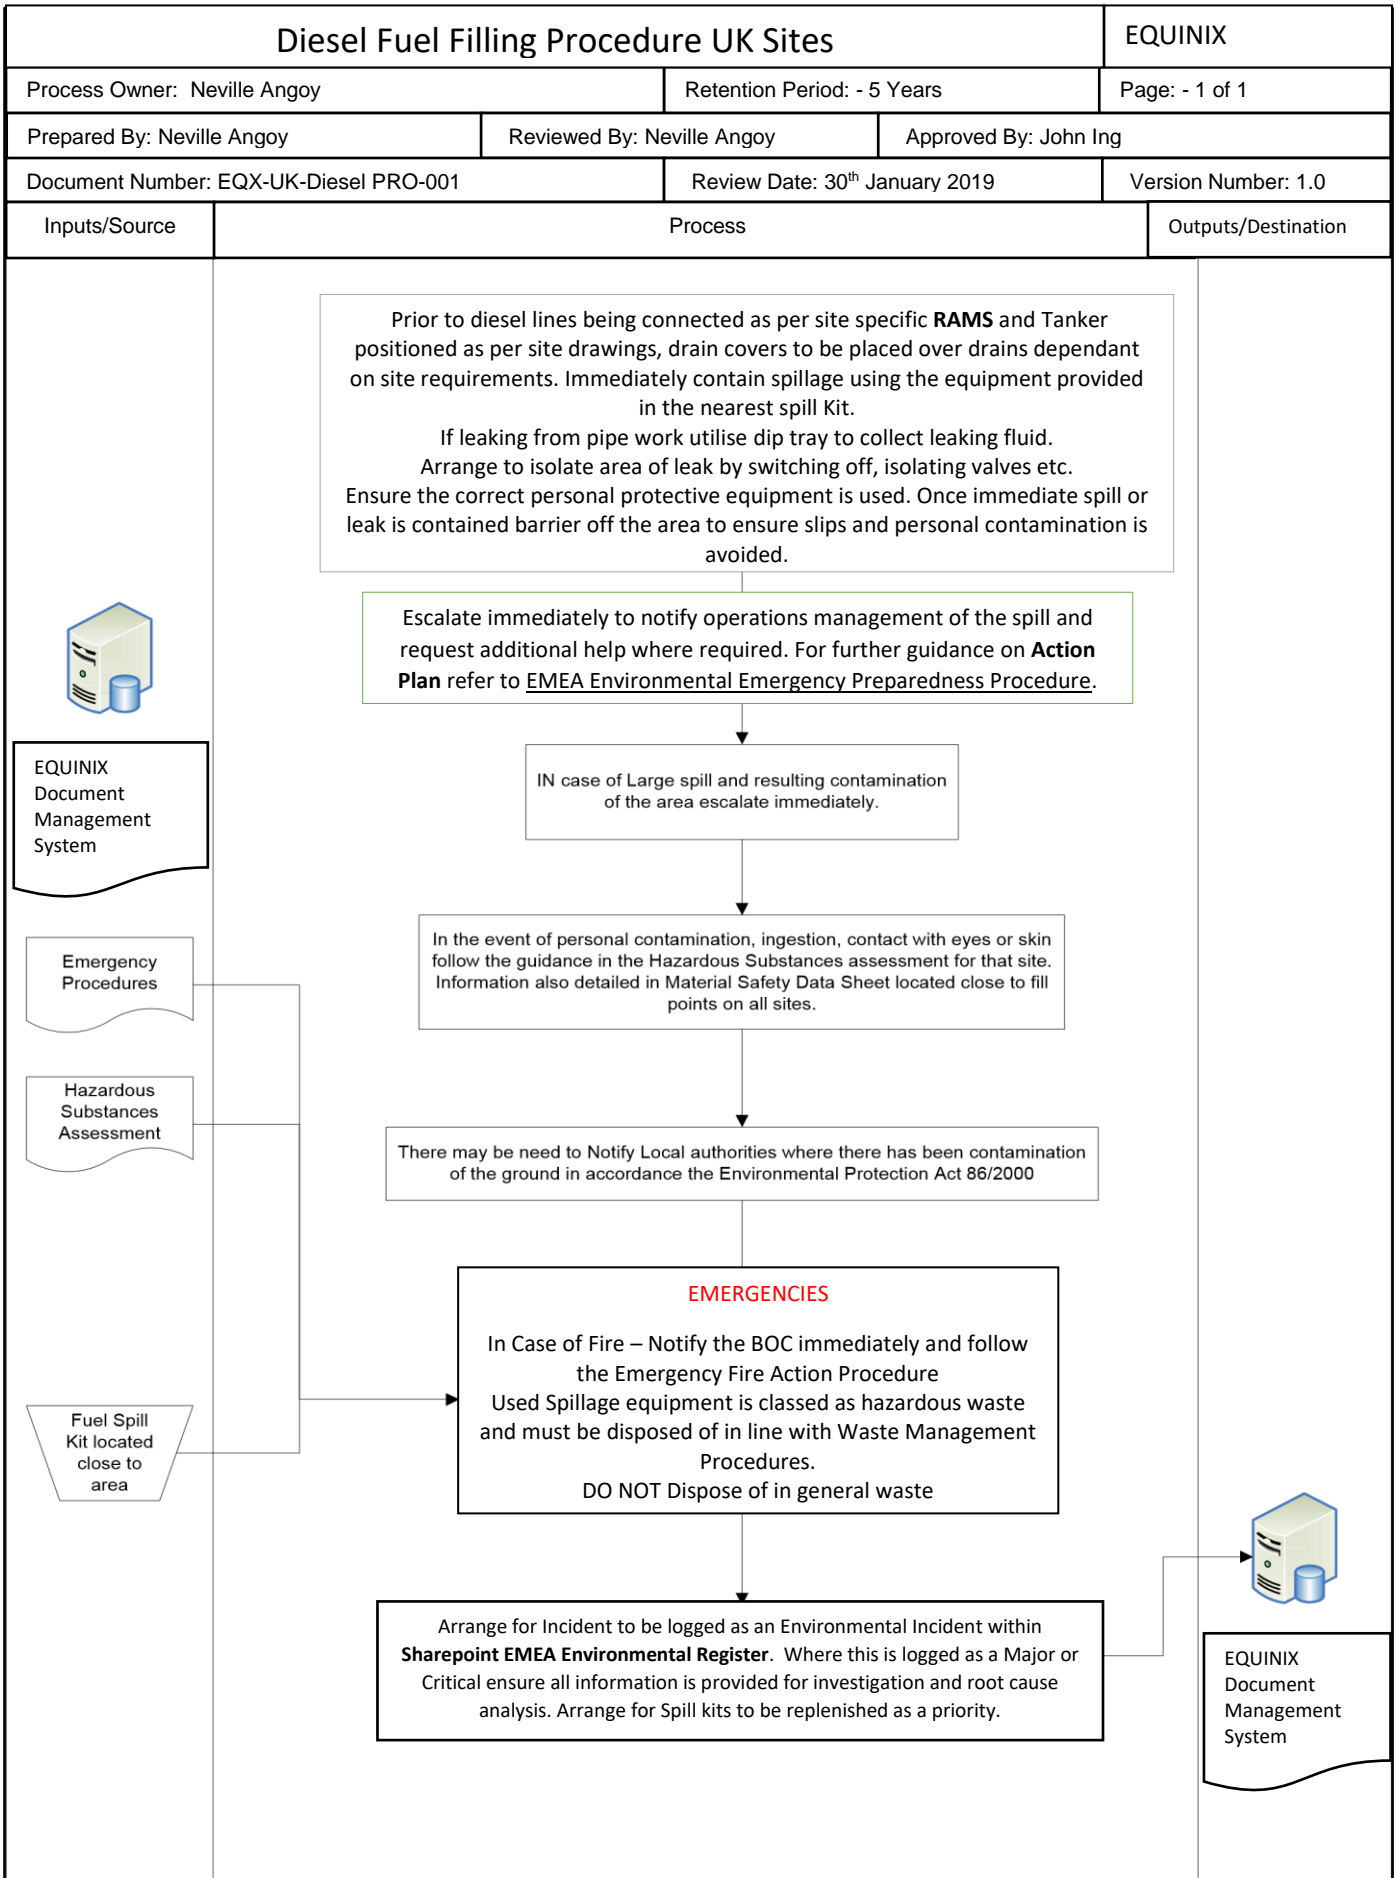 Diesel Fuel Filling Procedure UK Sites
EQUINIX
Process Owner: Neville Angoy
Retention Period: - 5 Years
Page: - 1 of 1
Prepared By: Neville Angoy
Reviewed By: Neville Angoy
Approved By: John Ing
Document Number: EQX-UK-Diesel PRO-001
Review Date: 30th January 2019
Version Number: 1.0
Inputs/Source
Process
Outputs/Destination
Prior to diesel lines being connected as per site specific RAMS and Tanker
positioned as per site drawings, drain covers to be placed over drains dependant
on site requirements. Immediately contain spillage using the equipment provided
in the nearest spill Kit.
If leaking from pipe work utilise dip tray to collect leaking fluid.
Arrange to isolate area of leak by switching off, isolating valves etc.
Ensure the correct personal protective equipment is used. Once immediate spill or
leak is contained barrier off the area to ensure slips and personal contamination is
avoided.
Escalate immediately to notify operations management of the spill and
request additional help where required. For further guidance on Action
Plan refer to EMEA Environmental Emergency Preparedness Procedure.
EQUINIX
Document
Management
System
IN case of Large spill and resulting contamination
of the area escalate immediately.
In the event of personal contamination, ingestion, contact with eyes or skin
follow the guidance in the Hazardous Substances assessment for that site.
Information also detailed in Material Safety Data Sheet located close to fill
points on all sites.
Emergency
Procedures
Hazardous
Substances
Assessment
There may be need to Notify Local authorities where there has been contamination
of the ground in accordance the Environmental Protection Act 86/2000
EMERGENCIES
In Case of Fire – Notify the BOC immediately and follow
the Emergency Fire Action Procedure
Used Spillage equipment is classed as hazardous waste
and must be disposed of in line with Waste Management
Procedures.
DO NOT Dispose of in general waste
Fuel Spill
Kit located
close to
area
Arrange for Incident to be logged as an Environmental Incident within
Sharepoint EMEA Environmental Register. Where this is logged as a Major or
Critical ensure all information is provided for investigation and root cause
analysis. Arrange for Spill kits to be replenished as a priority.
EQUINIX
Document
Management
System